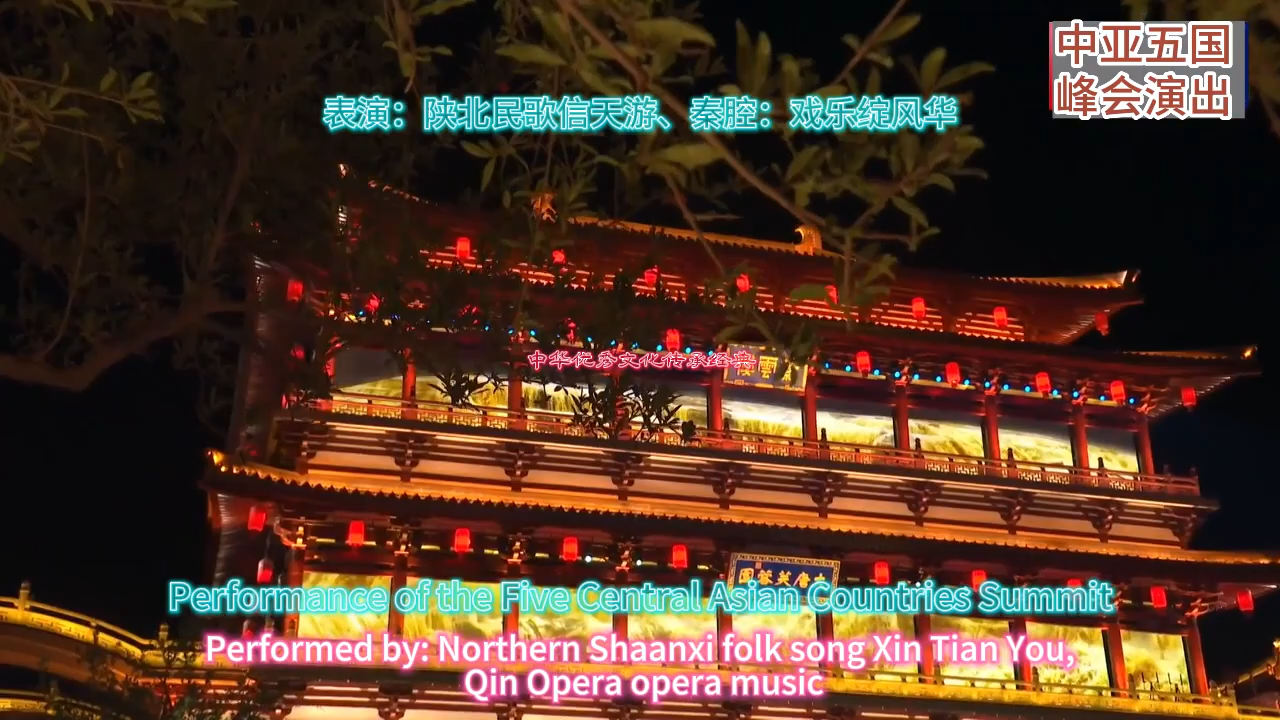 中亚五国
峰会演出
表演：陕北民歌信天游、秦腔：戏乐绽风华
中华优秀文化传承经典
Performance of the Five Central Asian Countries Summit
Performed by: Northern Shaanxi folk song Xin Tian You,
Qin Opera opera music